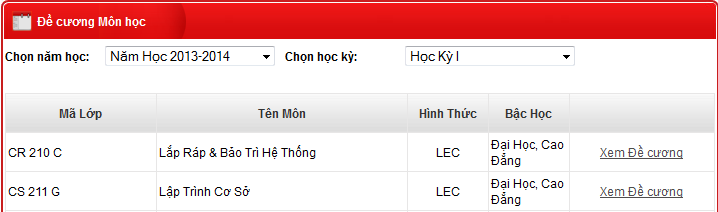 Đề cương Môn học
Chọn năm học: Năm Học 2013-2014 Chọn học kỳ: Học Kỳ I
Mã Lớp Tên Môn Hình Thức Bậc Học
CR 210 C Lắp Ráp & Bảo Trì Hệ Thống LEC Đại Học, Cao Đẳng Xem Đề cương
CS 211 G Lập Trình Cơ Sở LEC Đại Học, Cao Đẳng Xem Đề cương